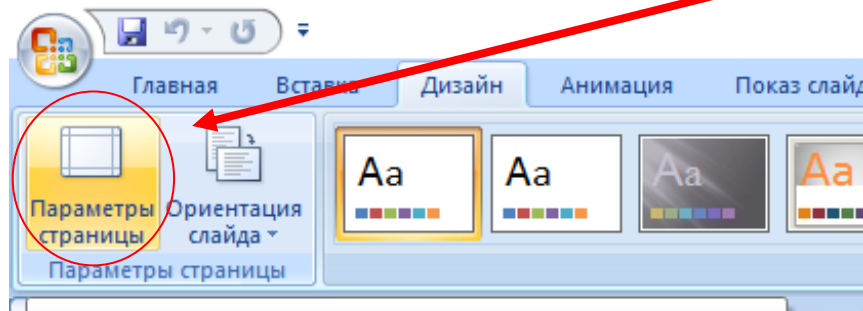 Главная Вставка Дизайн Анимация Показ слайд
Параметры страницы
Ориентация слайда
Aa Aa Aa Aa
Параметры страницы